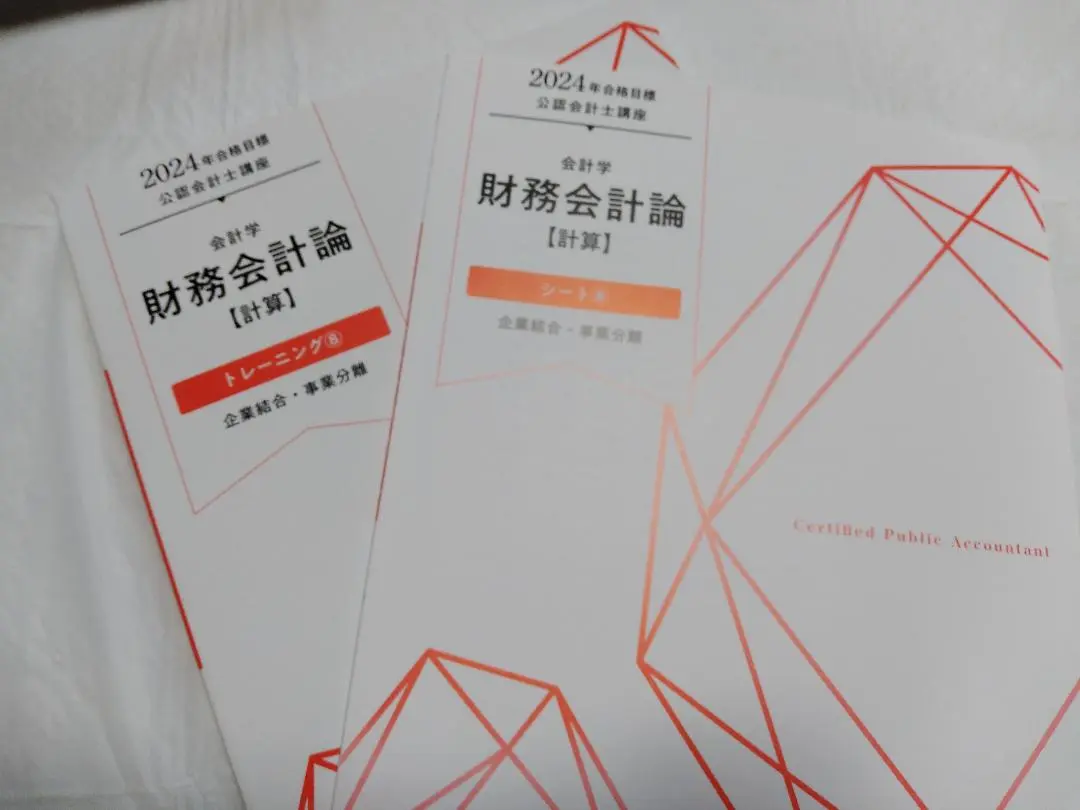 2024年合格目標
公認会計士講座
会計学
財務会計論
【計算】
トレーニング⑧
企業結合・事業分離
2024年合格目標
公認会計士講座
会計学
財務会計論
【計算】
シート
企業結合・事業分離
Certified Public Accountant